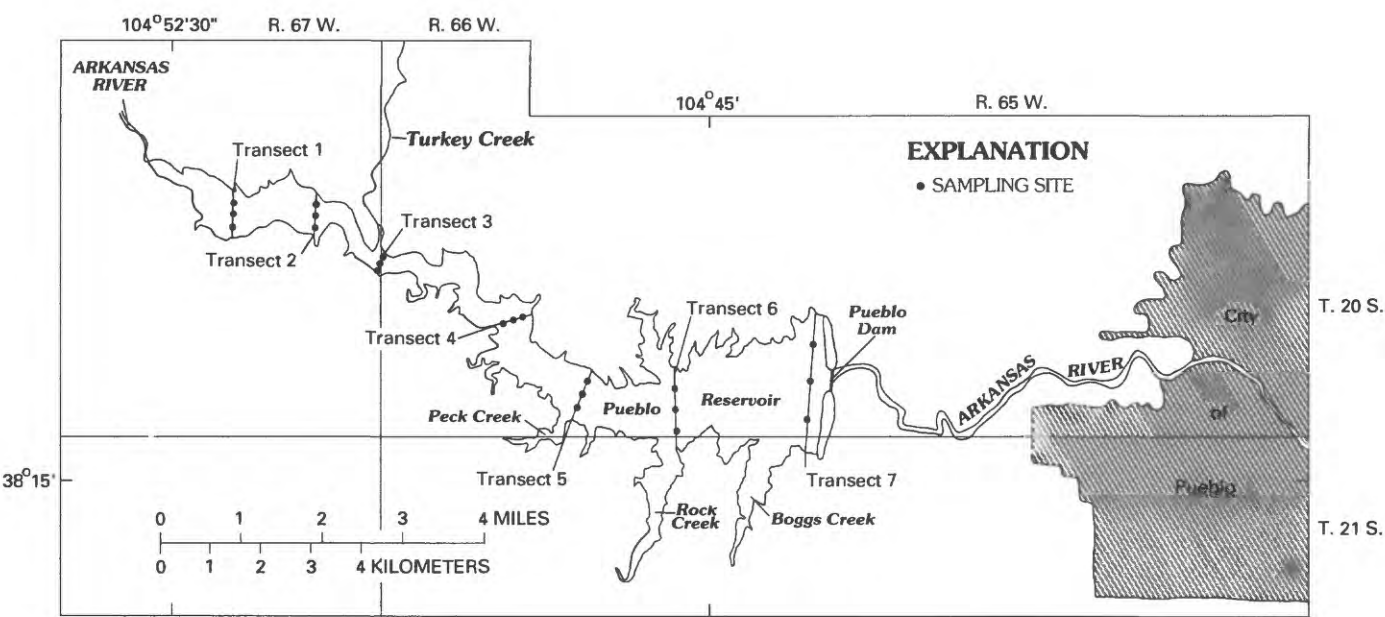 104°52'30"
R. 67 W.
R. 66 W.
ARKANSAS
RIVER
104°45'
R. 65 W.
Transect 1
Turkey Creek
EXPLANATION
• SAMPLING SITE
Transect 2
Transect 3
Transect 4
Transect 6
Pueblo
Dam
T. 20 S.
City
ARKANSAS RIVER
Peck Creek
Pueblo Reservoir
of
38°15'
Transect 5
Transect 7
Pueblo
Rock
Creek
Boggs Creek
T. 21 S.
0 1 2 3 4 MILES
0 1 2 3 4 KILOMETERS